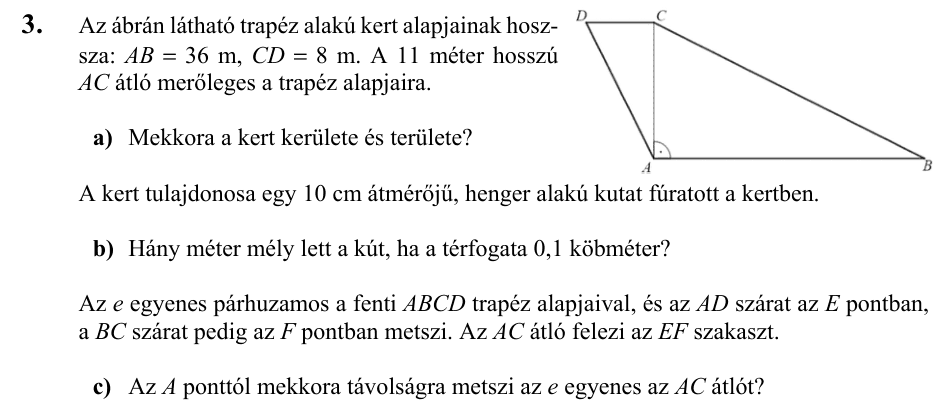 3. Az ábrán látható trapéz alakú kert alapjainak hosz-
sza: AB = 36 m, CD = 8 m. A 11 méter hosszú
AC átló merőleges a trapéz alapjaira.
D
C
A
B
a) Mekkora a kert kerülete és területe?
A kert tulajdonosa egy 10 cm átmérőjű, henger alakú kutat fúratott a kertben.
b) Hány méter mély lett a kút, ha a térfogata 0,1 köbméter?
Az e egyenes párhuzamos a fenti ABCD trapéz alapjaival, és az AD szárat az E pontban,
a BC szárat pedig az F pontban metszi. Az AC átló felezi az EF szakaszt.
c) Az A ponttól mekkora távolságra metszi az e egyenes az AC átlót?